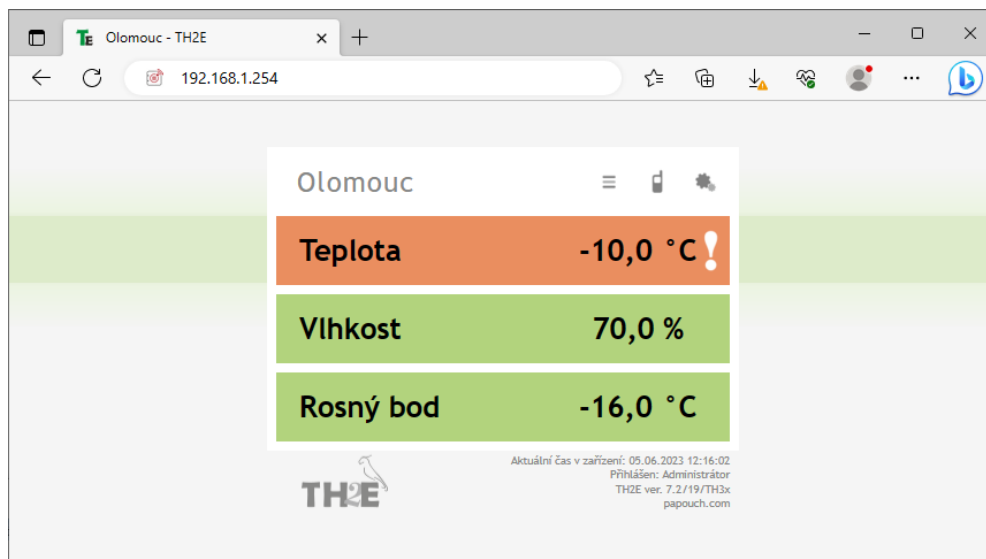 TE Olomouc - TH2E
192.168.1.254
Olomouc
Teplota -10,0 °C !
Vlhkost 70,0 %
Rosný bod -16,0 °C
Aktuální čas v zařízení: 05.06.2023 12:16:02
Přihlášen: Administrátor
TH2E ver. 7.2/19/TH3x
papouch.com
TH2E